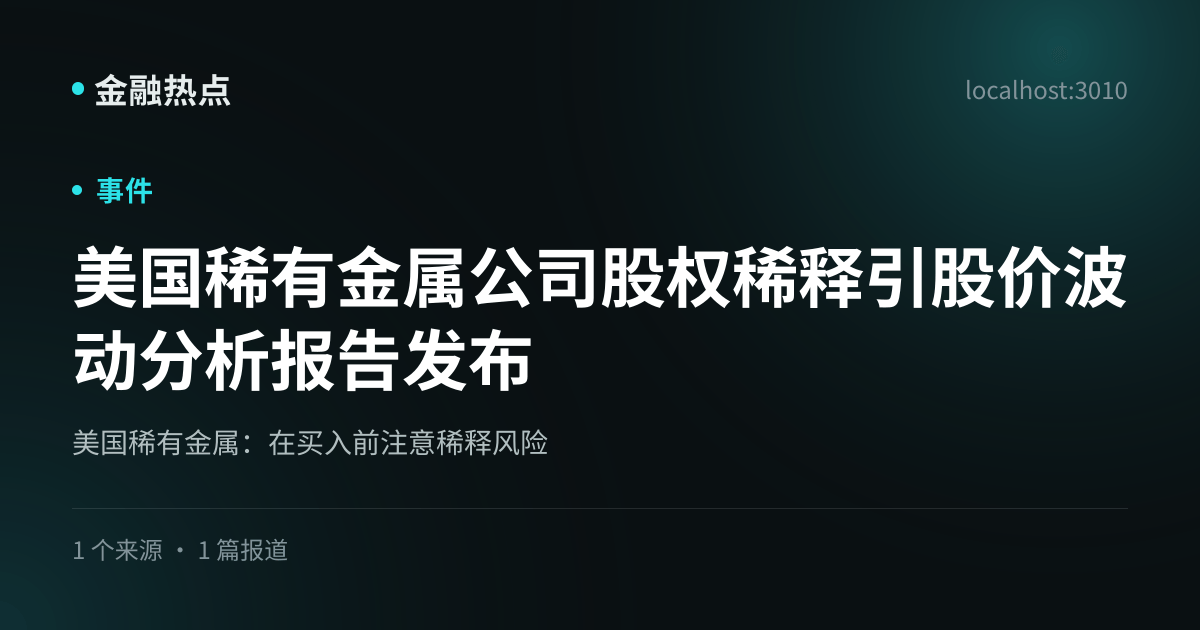 金融热点
localhost:3010
事件
美国稀有金属公司股权稀释引股价波
动分析报告发布
美国稀有金属：在买入前注意稀释风险
1 个来源 · 1 篇报道